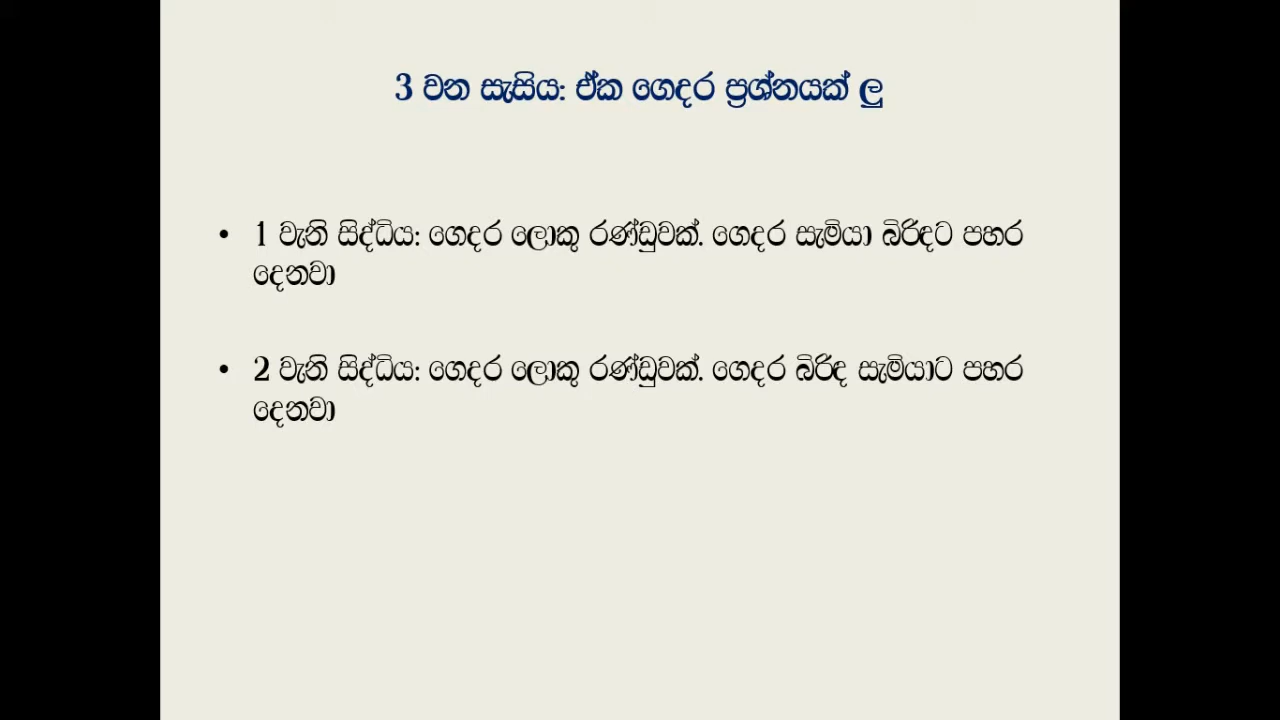 3 වන සැසිය: ඒක ගෙදර ප්‍රශ්නයක් ලු
• 1 වැනි සිද්ධිය: ගෙදර ලොකු රණ්ඩුවක්. ගෙදර සැමියා බිරිඳට පහර
දෙනවා
• 2 වැනි සිද්ධිය: ගෙදර ලොකු රණ්ඩුවක්. ගෙදර බිරිඳ සැමියාට පහර
දෙනවා